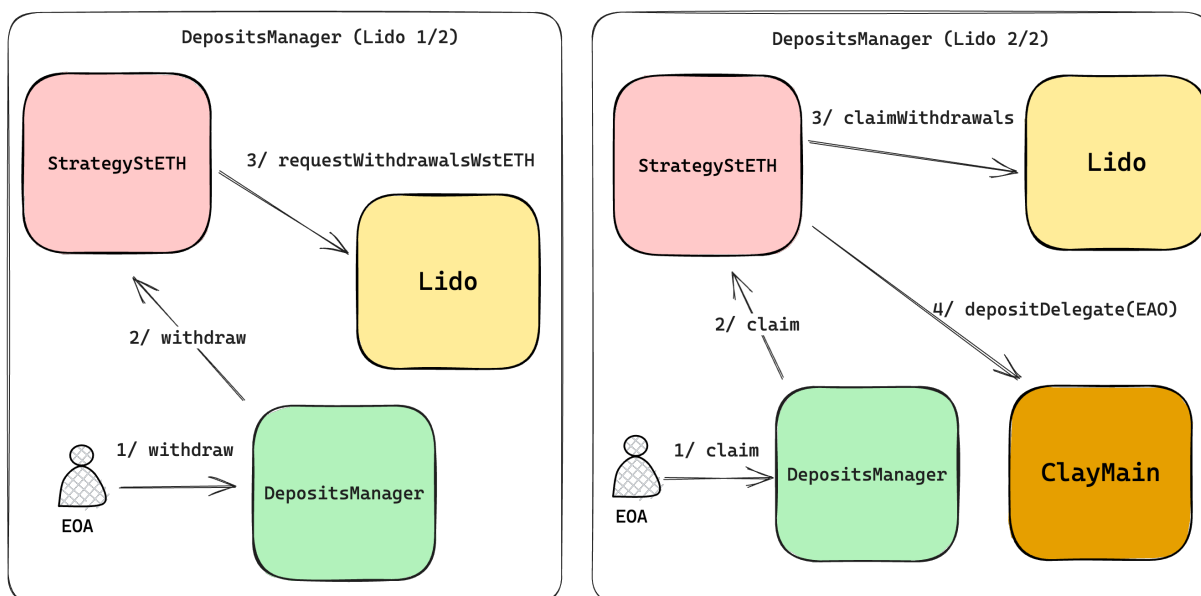 DepositsManager (Lido 1/2)
StrategyStETH
3/ requestWithdrawalsWstETH
Lido
2/ withdraw
1/ withdraw
DepositsManager
EOA
DepositsManager (Lido 2/2)
3/ claimWithdrawals
StrategyStETH
Lido
4/ depositDelegate(EAO)
2/ claim
1/ claim
DepositsManager
ClayMain
EOA